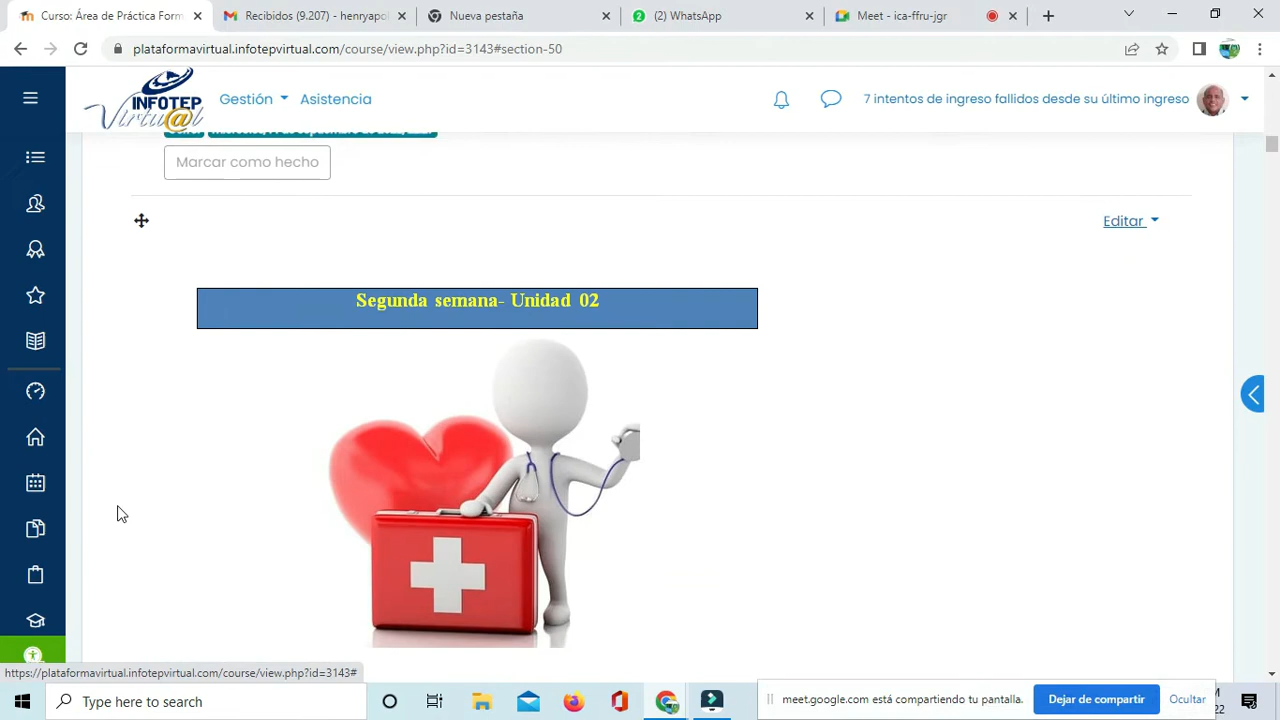 Curso: Área de Práctica Form
Recibidos (9.207) - henryapol
Nueva pestaña
(2) WhatsApp
Meet - ica-ffru-jgr
plataformavirtual.infotepvirtual.com/course/view.php?id=3143#section-50
INFOTEP
Virtu@l
Gestión
Asistencia
7 intentos de ingreso fallidos desde su último ingreso
Marcar como hecho
Editar
Segunda semana- Unidad 02
https://plataformavirtual.infotepvirtual.com/course/view.php?id=3143#
Type here to search
meet.google.com está compartiendo tu pantalla.
Dejar de compartir
Ocultar